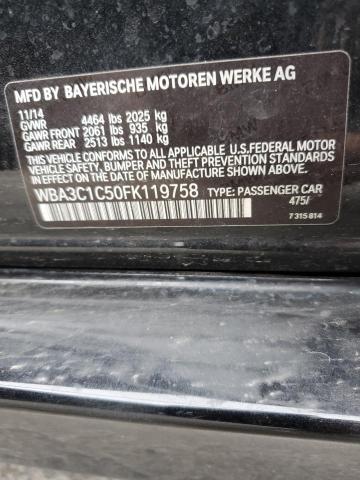 MFD BY BAYERISCHE MOTOREN WERKE AG
11/14
GVWR 4464 lbs 2025 kg
GAWR FRONT 2061 lbs 935 kg
GAWR REAR 2513 lbs 1140 kg
THIS VEHICLE CONFORMS TO ALL APPLICABLE U.S. FEDERAL MOTOR
VEHICLE SAFETY, BUMPER AND THEFT PREVENTION STANDARDS
IN EFFECT ON THE DATE OF MANUFACTURE SHOWN ABOVE.
WBA3C1C50FK119758 TYPE: PASSENGER CAR
475/
7 315 814